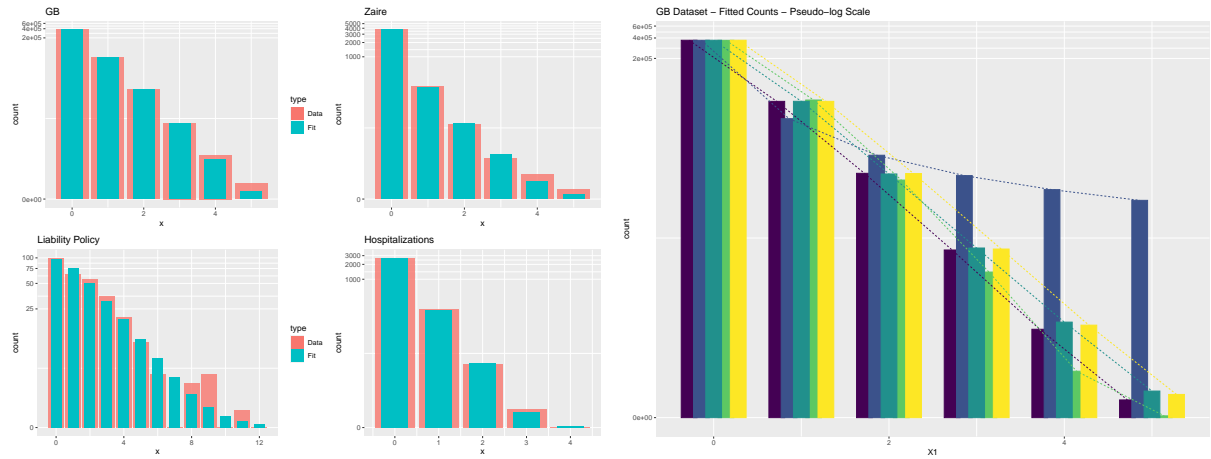 GB
6e+05
4e+05
2e+05
0e+00
count
0
2
4
x
type
Data
Fit
Zaire
5000
4000
3000
2000
1000
0
count
0
2
4
x
Liability Policy
100
75
50
25
0
count
0
4
8
12
x
type
Data
Fit
Hospitalizations
3000
2000
1000
0
count
0
1
2
3
4
x
GB Dataset − Fitted Counts − Pseudo−log Scale
6e+05
4e+05
2e+05
0e+00
count
0
2
4
X1